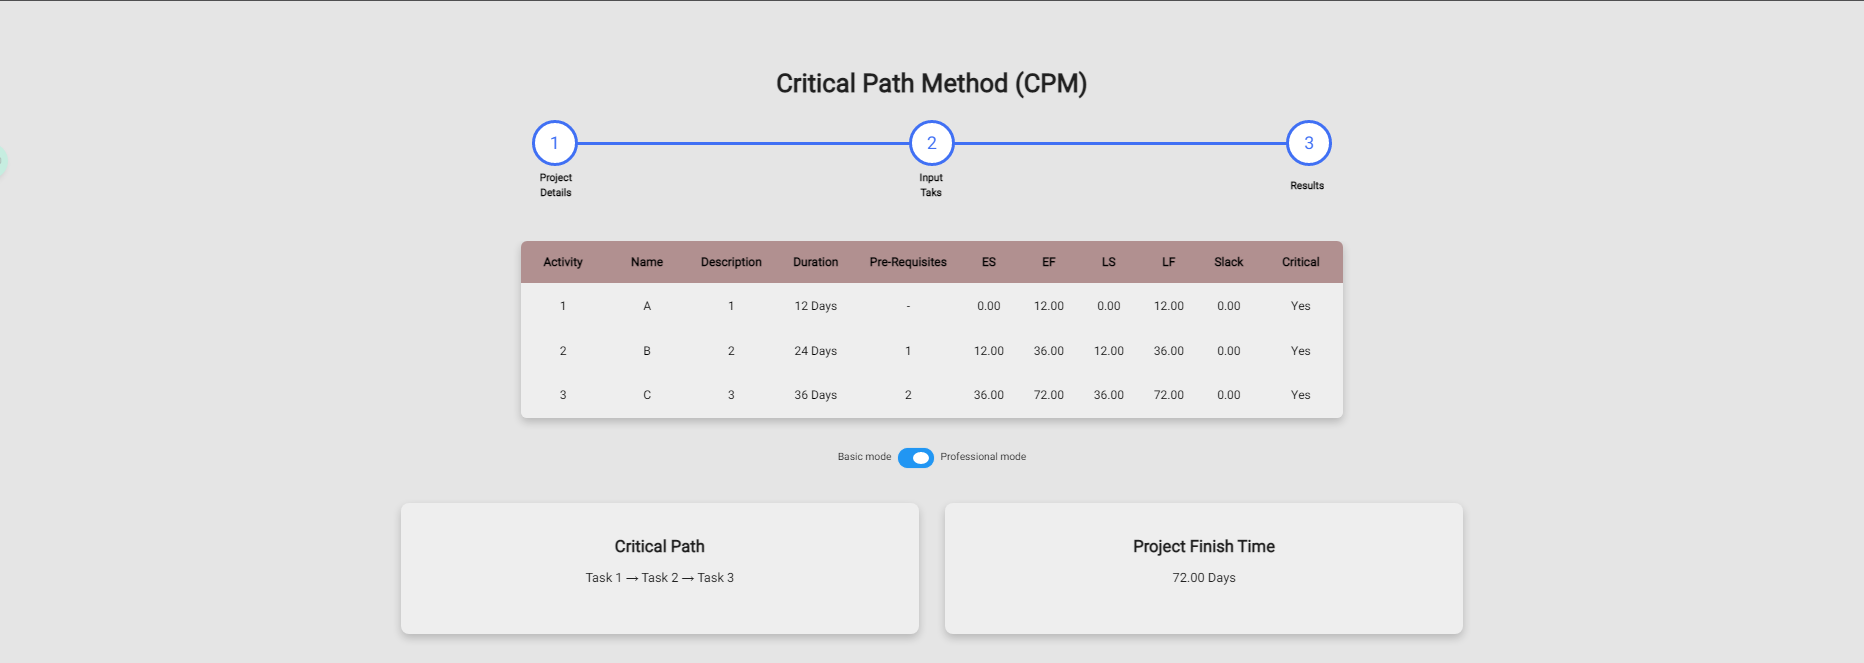 Critical Path Method (CPM)
1
2
3
Project
Details
Input
Taks
Results
Activity Name Description Duration Pre-Requisites ES EF LS LF Slack Critical
1 A 1 12 Days - 0.00 12.00 0.00 12.00 0.00 Yes
2 B 2 24 Days 1 12.00 36.00 12.00 36.00 0.00 Yes
3 C 3 36 Days 2 36.00 72.00 36.00 72.00 0.00 Yes
Basic mode Professional mode
Critical Path
Task 1 → Task 2 → Task 3
Project Finish Time
72.00 Days